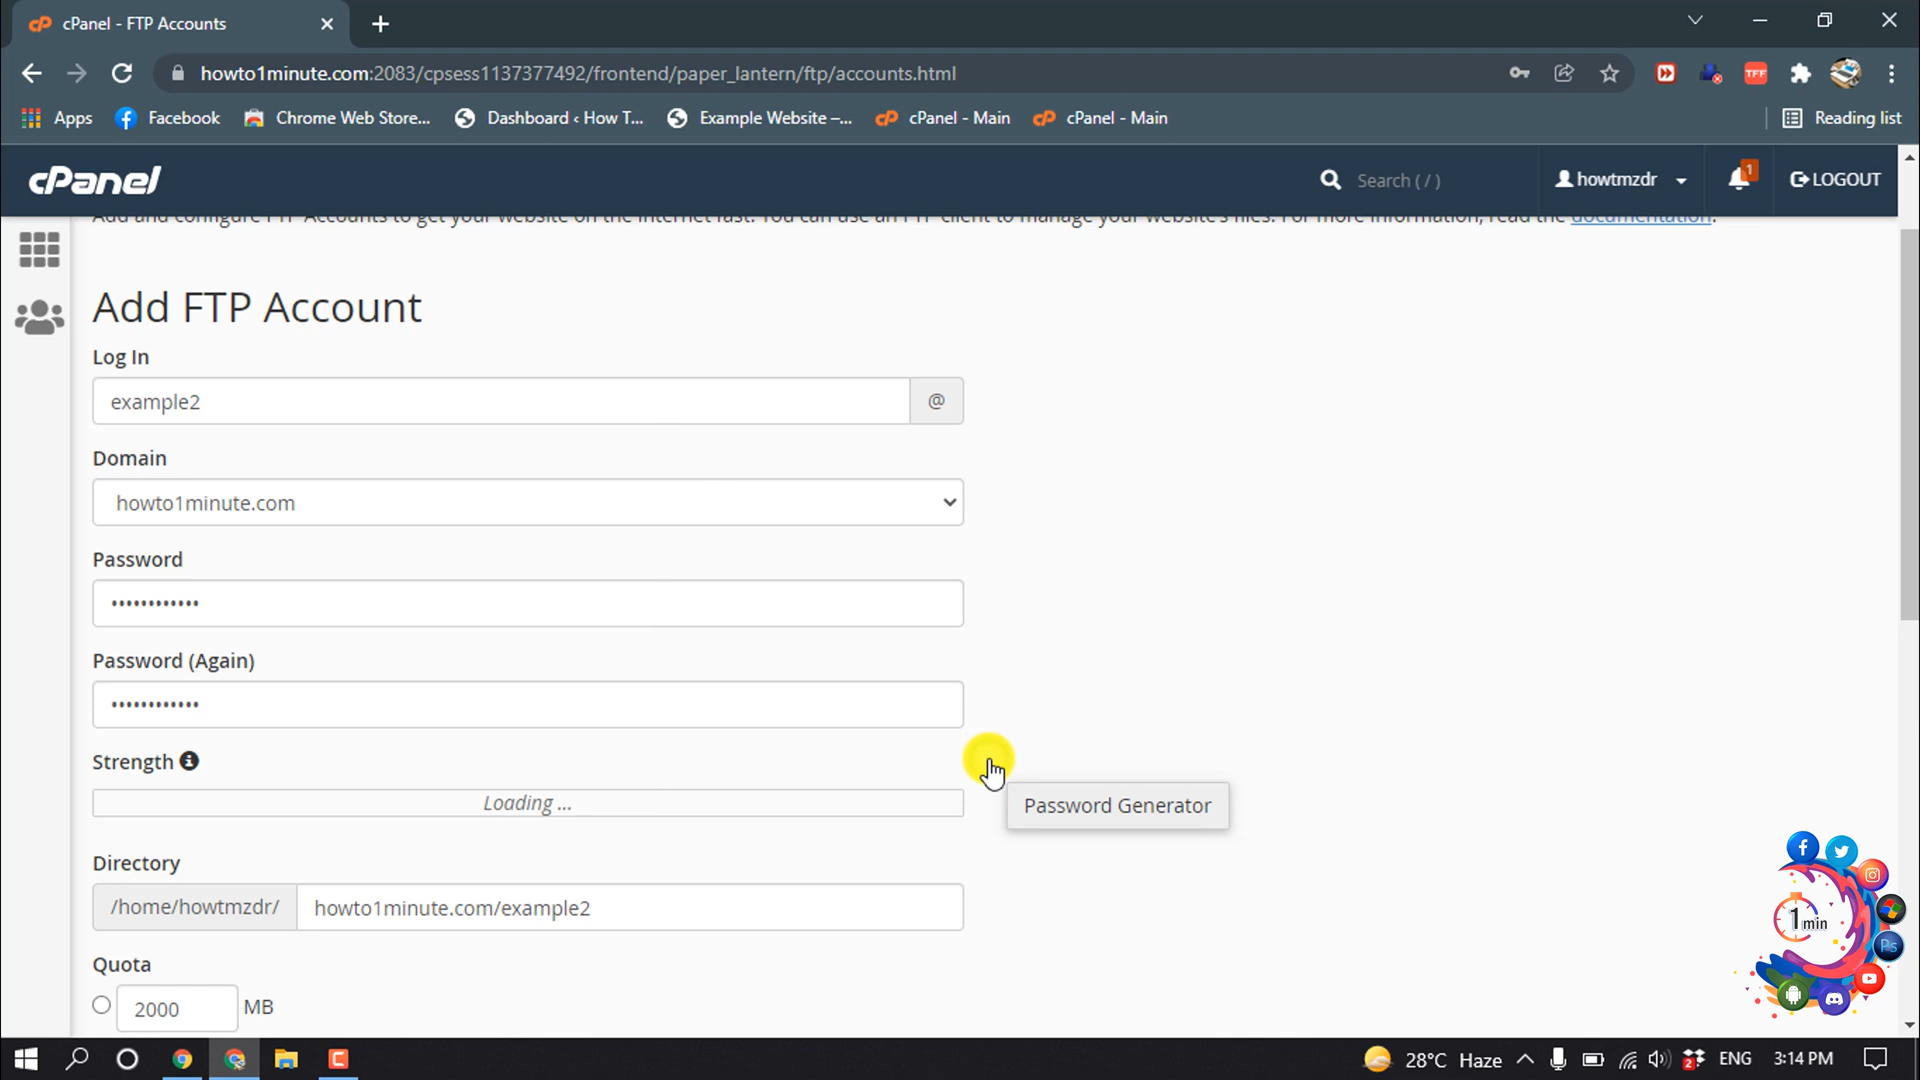 cPanel - FTP Accounts
howto1minute.com:2083/cpsess1137377492/frontend/paper_lantern/ftp/accounts.html
TFF
Apps
Facebook
Chrome Web Store...
Dashboard ‹ How T...
Example Website –...
cPanel - Main
cPanel - Main
Reading list
cPanel
Search ( / )
howtmzdr
1
LOGOUT
Add and configure FTP Accounts to get your website on the internet fast. You can use an FTP client to manage your website's files. For more information, read the documentation.
Add FTP Account
Log In
example2
@
Domain
howto1minute.com
Password
••••••••••••
Password (Again)
••••••••••••
Strength
Loading ...
Password Generator
Directory
/home/howtmzdr/
howto1minute.com/example2
Quota
2000
MB
1 min
Ps
28°C Haze
2
ENG
3:14 PM